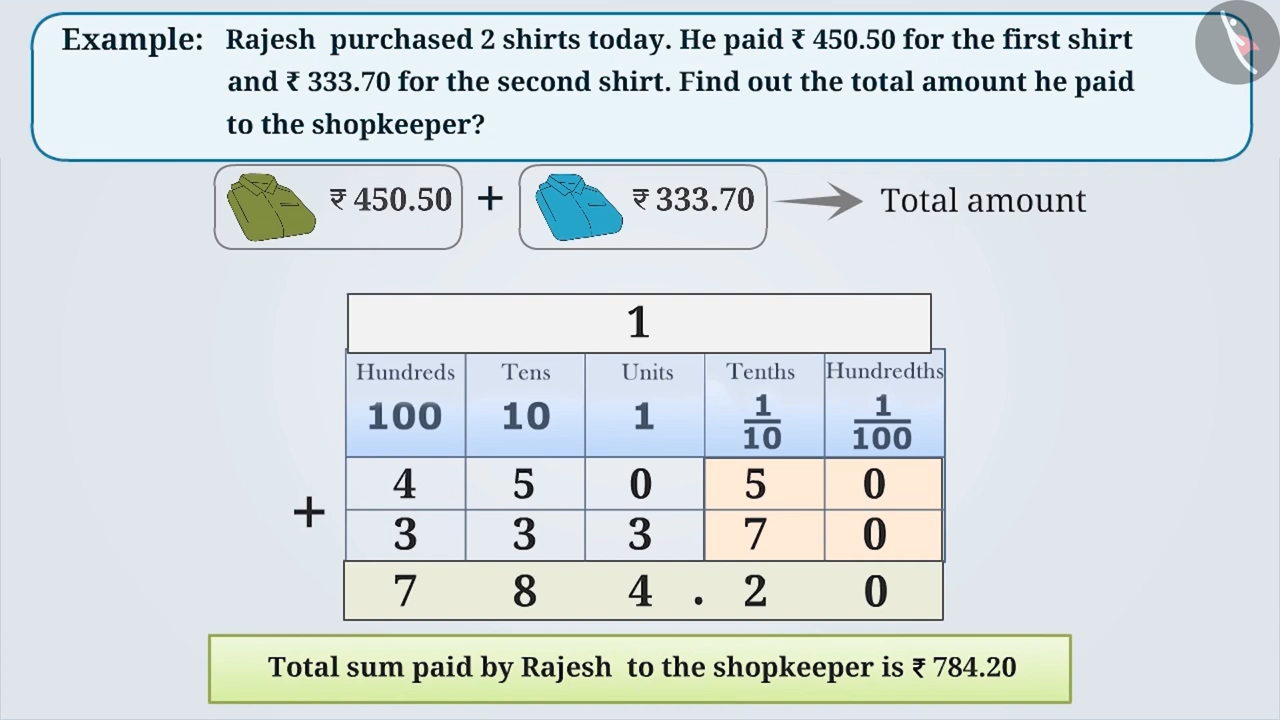 Example: Rajesh purchased 2 shirts today. He paid ₹ 450.50 for the first shirt
and ₹ 333.70 for the second shirt. Find out the total amount he paid
to the shopkeeper?
₹ 450.50 + ₹ 333.70 Total amount
1
Hundreds Tens Units Tenths Hundredths
100 10 1 1/10 1/100
4 5 0 5 0
+ 3 3 3 7 0
7 8 4 . 2 0
Total sum paid by Rajesh to the shopkeeper is ₹ 784.20